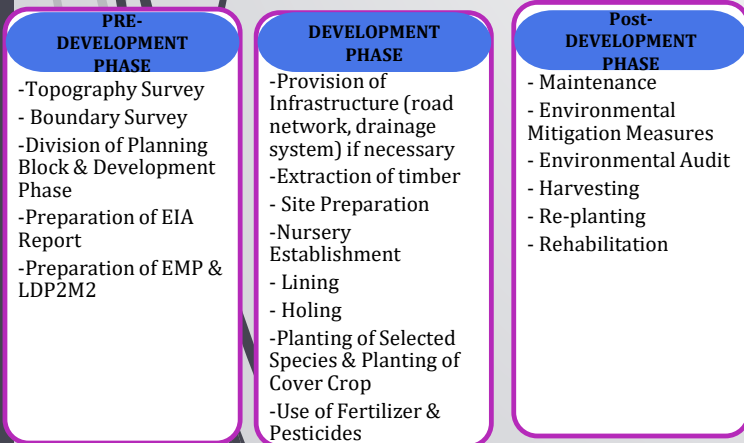 PRE-
DEVELOPMENT
PHASE
-Topography Survey
- Boundary Survey
-Division of Planning
Block & Development
Phase
-Preparation of EIA
Report
-Preparation of EMP &
LDP2M2
DEVELOPMENT
PHASE
-Provision of
Infrastructure (road
network, drainage
system) if necessary
-Extraction of timber
- Site Preparation
-Nursery
Establishment
- Lining
- Holing
-Planting of Selected
Species & Planting of
Cover Crop
-Use of Fertilizer &
Pesticides
Post-
DEVELOPMENT
PHASE
- Maintenance
- Environmental
Mitigation Measures
- Environmental Audit
- Harvesting
- Re-planting
- Rehabilitation